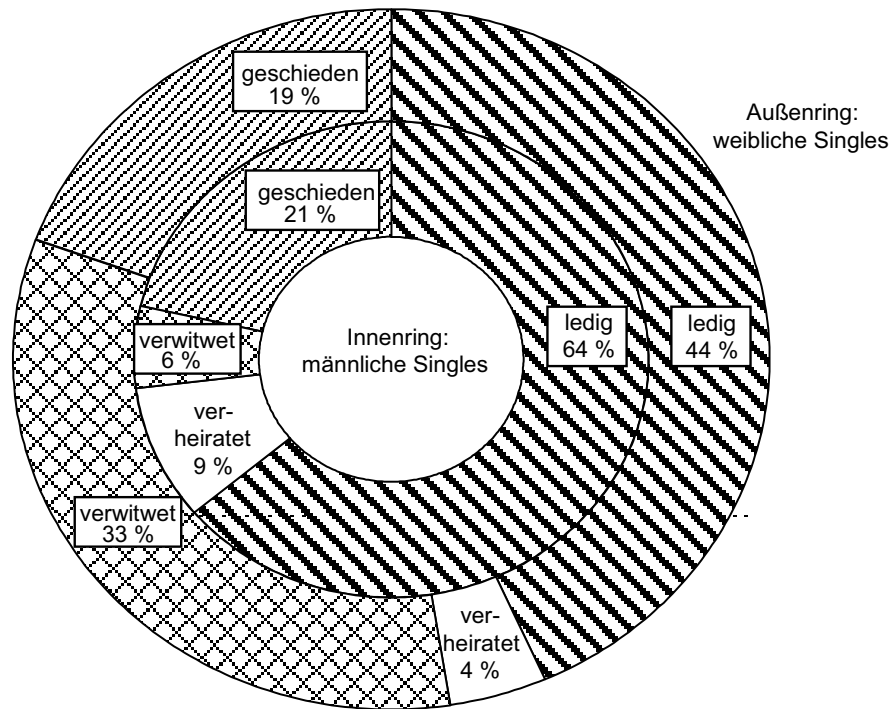 geschieden
19 %
Außenring:
weibliche Singles
geschieden
21 %
ledig
64 %
ledig
44 %
Innenring:
männliche Singles
verwitwet
6 %
ver-
heiratet
9 %
verwitwet
33 %
ver-
heiratet
4 %